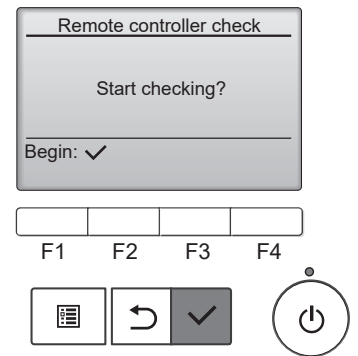 Remote controller check
Start checking?
Begin: ✓
F1 F2 F3 F4